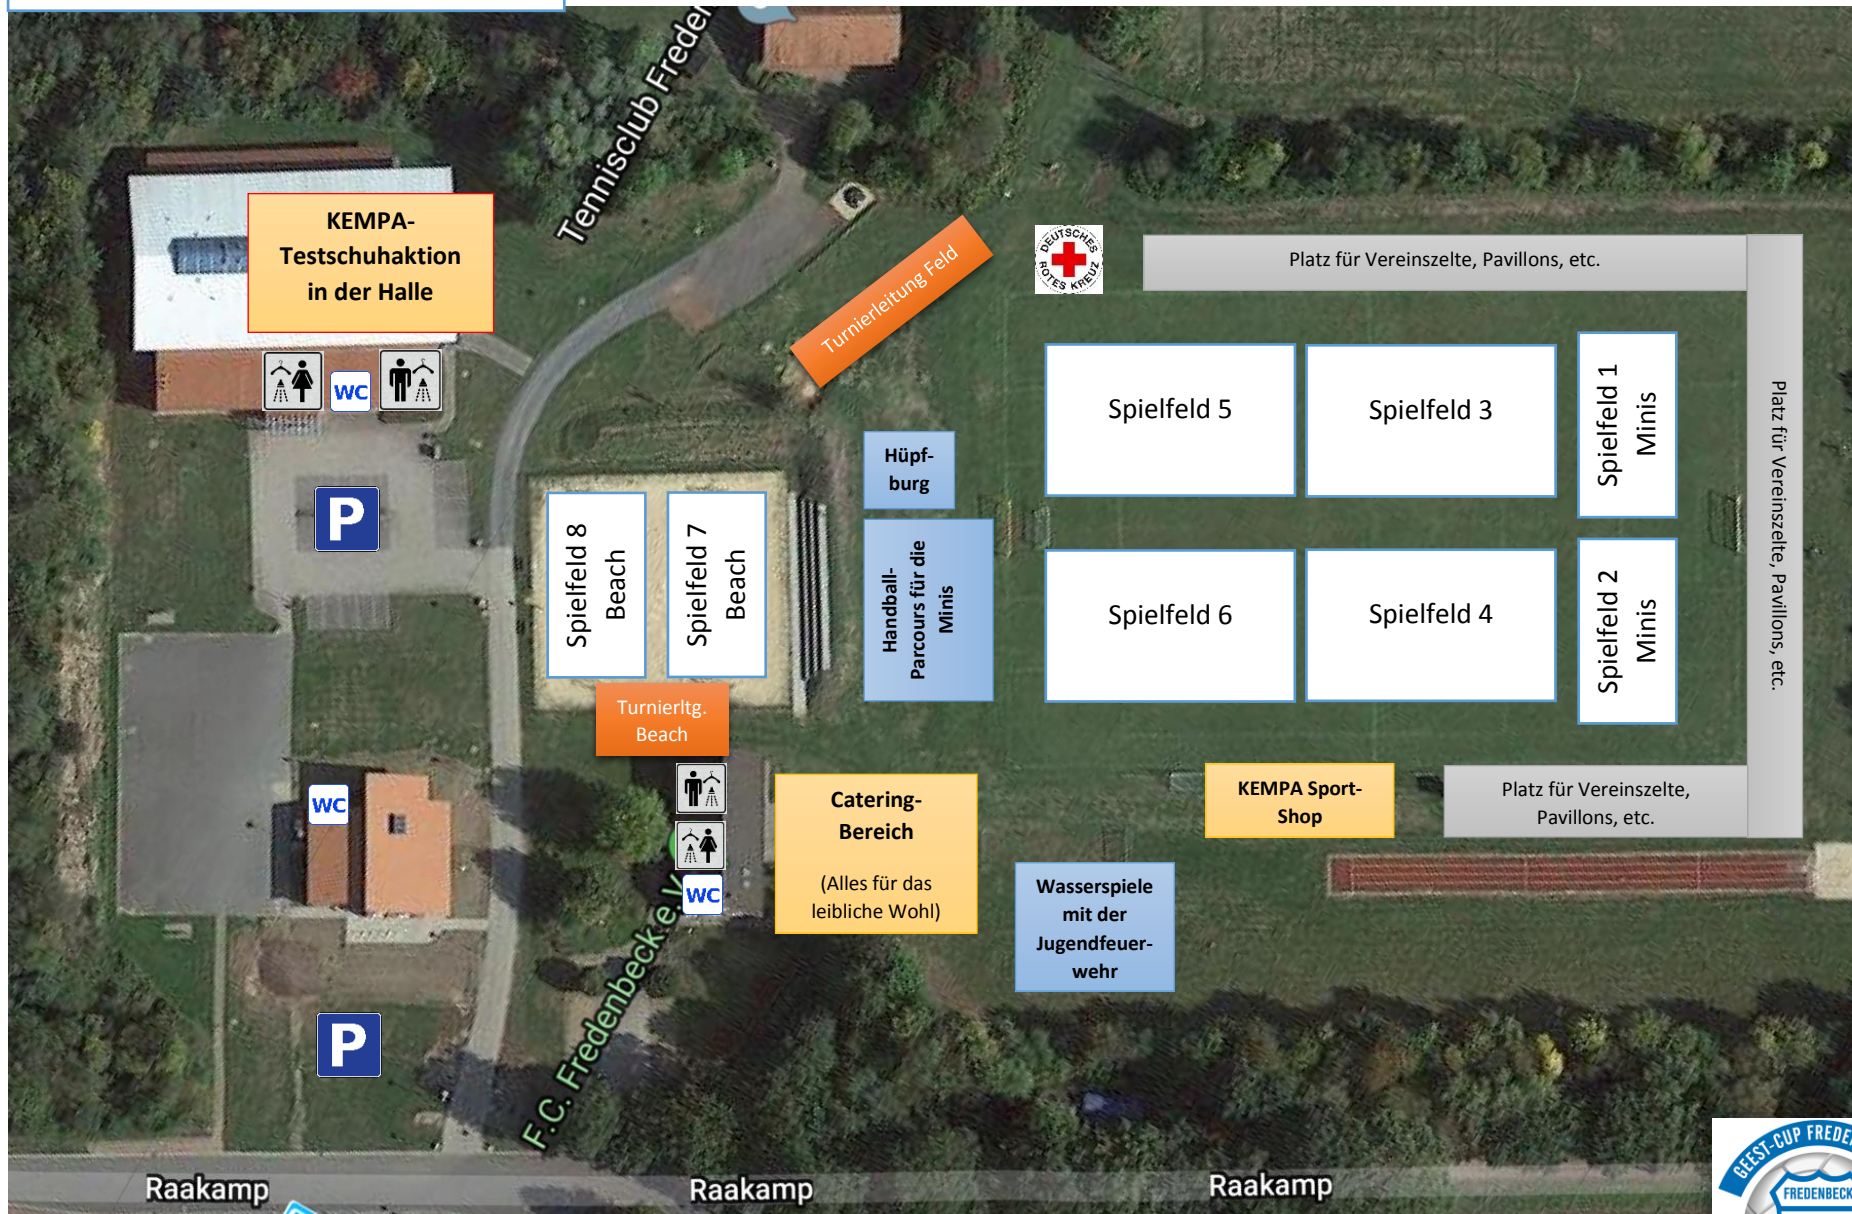 Tennisclub Freden
KEMPA-
Testschuhaktion
in der Halle
WC
P
Turnierleitung Feld
DEUTSCHES
ROTES KREUZ
Platz für Vereinszelte, Pavillons, etc.
Platz für Vereinszelte, Pavillons, etc.
Spielfeld 5
Spielfeld 3
Spielfeld 1
Minis
Hüpf-
burg
Spielfeld 8
Beach
Spielfeld 7
Beach
Handball-
Parcours für die
Minis
Spielfeld 6
Spielfeld 4
Spielfeld 2
Minis
Turnierltg.
Beach
WC
WC
Catering-
Bereich
(Alles für das
leibliche Wohl)
KEMPA Sport-
Shop
Platz für Vereinszelte,
Pavillons, etc.
Wasserspiele
mit der
Jugendfeuer-
wehr
P
F.C. Fredenbeck e.V.
Raakamp
Raakamp
Raakamp
GEEST-CUP FREDE
FREDENBECK